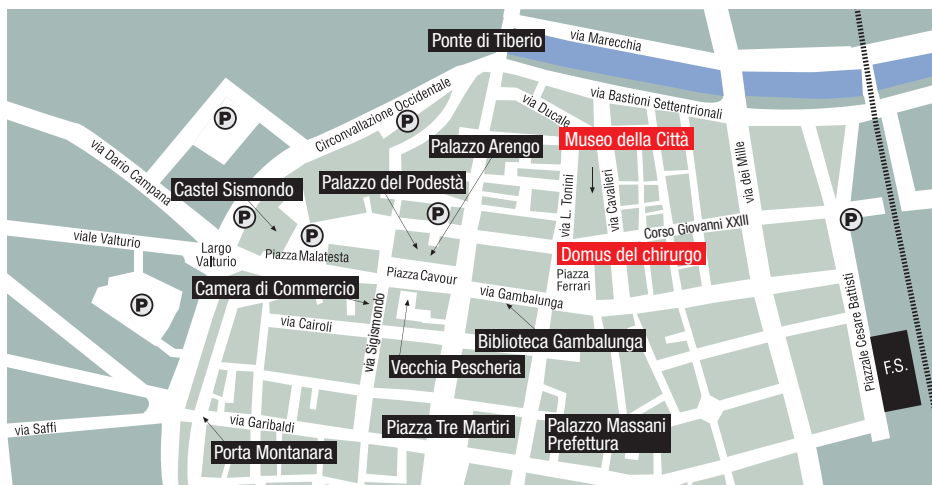 Ponte di Tiberio
via Marecchia
via Bastioni Settentrionali
Circonvallazione Occidentale
via Ducale
P
P
Museo della Città
Palazzo Arengo
via Dario Campana
via dei Mille
Castel Sismondo
Palazzo del Podestà
via L. Tonini
via Cavalieri
P
P
P
P
Corso Giovanni XXIII
viale Valturio
Largo
Valturio
Piazza Malatesta
Domus del chirurgo
Piazza Cavour
Piazza
Ferrari
Camera di Commercio
via Gambalunga
P
via Cairoli
via Sigismondo
Biblioteca Gambalunga
Piazzale Cesare Battisti
Vecchia Pescheria
F.S.
via Saffi
via Garibaldi
Piazza Tre Martiri
Palazzo Massani
Prefettura
Porta Montanara